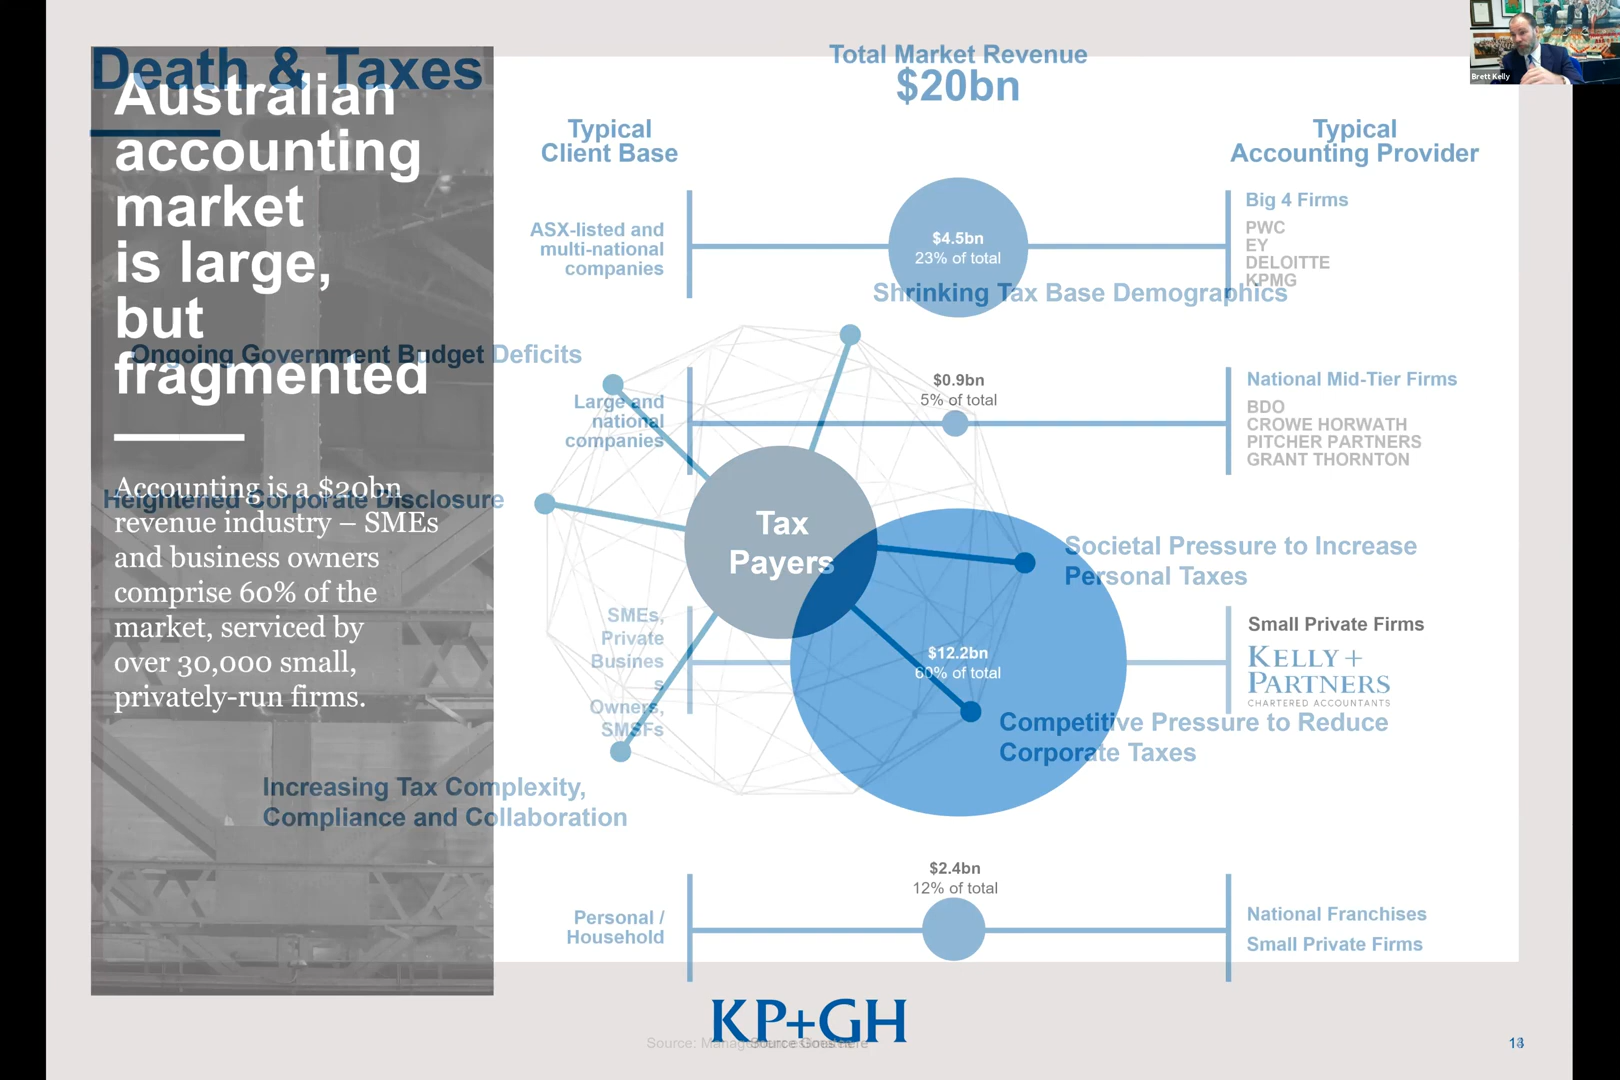 Death & Taxes
Australian
accounting
market
is large,
but
fragmented
Accounting is a $20bn
revenue industry – SMEs
and business owners
comprise 60% of the
market, serviced by
over 30,000 small,
privately-run firms.
Total Market Revenue
$20bn
Typical
Client Base
Typical
Accounting Provider
ASX-listed and
multi-national
companies
$4.5bn
23% of total
Big 4 Firms
PWC
EY
DELOITTE
KPMG
Shrinking Tax Base Demographics
Ongoing Government Budget Deficits
Large and
national
companies
$0.9bn
5% of total
National Mid-Tier Firms
BDO
CROWE HORWATH
PITCHER PARTNERS
GRANT THORNTON
Heightened Corporate Disclosure
Tax
Payers
Societal Pressure to Increase
Personal Taxes
SMEs,
Private
Busines
s
Owners,
SMSFs
$12.2bn
60% of total
Small Private Firms
KELLY+
PARTNERS
CHARTERED ACCOUNTANTS
Competitive Pressure to Reduce
Corporate Taxes
Increasing Tax Complexity,
Compliance and Collaboration
Personal /
Household
$2.4bn
12% of total
National Franchises
Small Private Firms
KP+GH
Source:
Source Goes Here
Brett Kelly